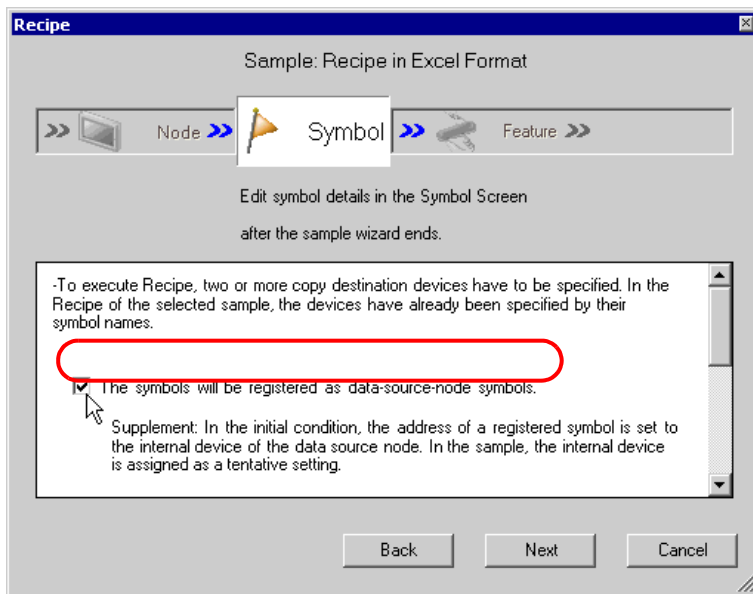 Recipe
Sample: Recipe in Excel Format
>> Node >> Symbol >> Feature >>
Edit symbol details in the Symbol Screen
after the sample wizard ends.
-To execute Recipe, two or more copy destination devices have to be specified. In the
Recipe of the selected sample, the devices have already been specified by their
symbol names.
The symbols will be registered as data-source-node symbols.
Supplement: In the initial condition, the address of a registered symbol is set to
the internal device of the data source node. In the sample, the internal device
is assigned as a tentative setting.
Back Next Cancel